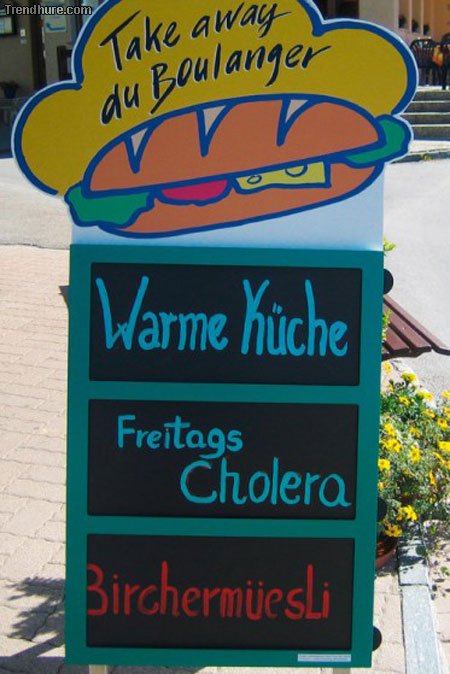 Trendhure.com
Take away
du Boulanger
Warme Küche
Freitags
Cholera
Birchermüesli